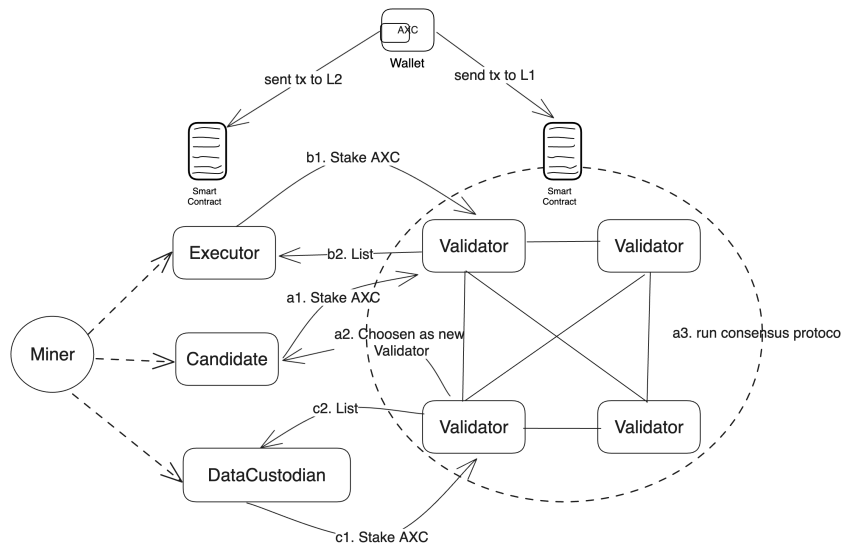 AXC
Wallet
sent tx to L2
send tx to L1
Smart
Contract
Smart
Contract
b1. Stake AXC
Executor
b2. List
Validator
Validator
a1. Stake AXC
Miner
Candidate
a2. Choosen as new
Validator
a3. run consensus protoco
c2. List
Validator
Validator
DataCustodian
c1. Stake AXC